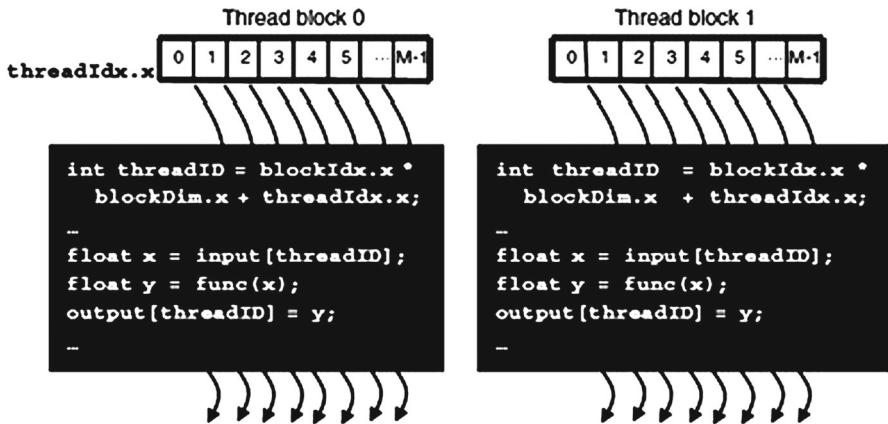 Thread block 0
threadIdx.x 0 1 2 3 4 5 ... M-1
int threadID = blockIdx.x *
blockDim.x + threadIdx.x;
…
float x = input[threadID];
float y = func(x);
output[threadID] = y;
…
Thread block 1
0 1 2 3 4 5 ... M-1
int threadID = blockIdx.x *
blockDim.x + threadIdx.x;
…
float x = input[threadID];
float y = func(x);
output[threadID] = y;
…